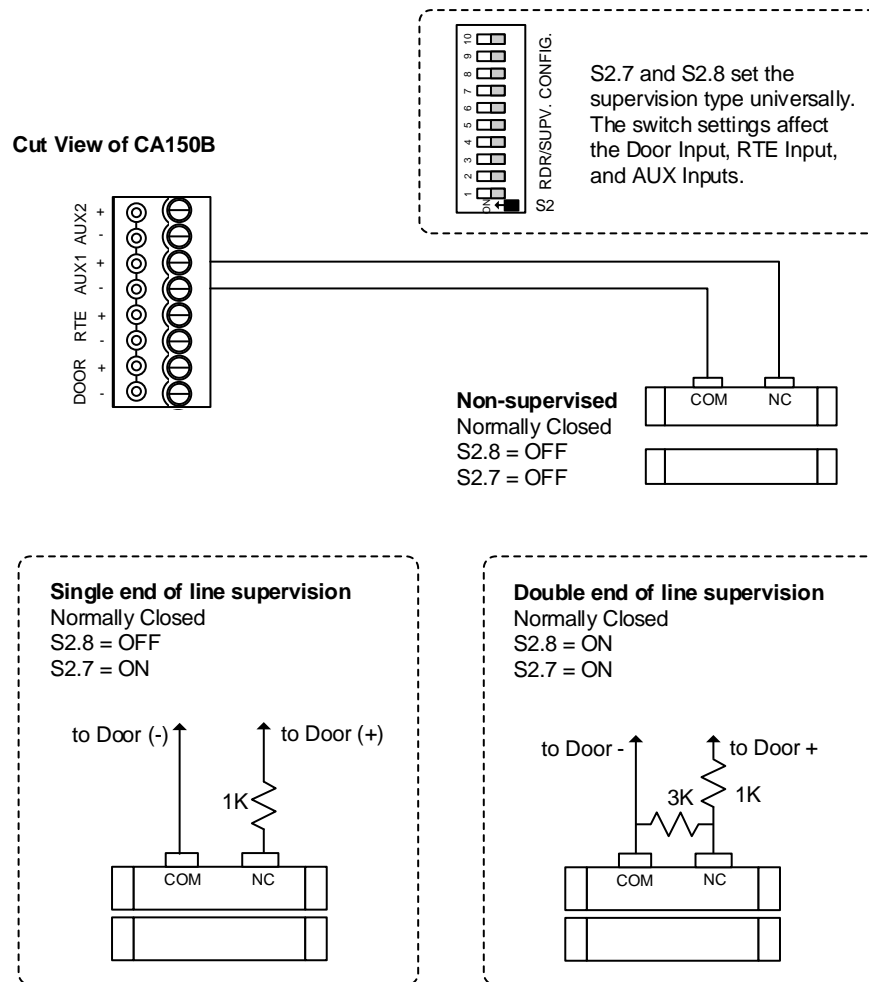 10
9
8
7
6
5
4
3
2
1
ON
RDR/SUPV. CONFIG.
S2
S2.7 and S2.8 set the
supervision type universally.
The switch settings affect
the Door Input, RTE Input,
and AUX Inputs.
Cut View of CA150B
AUX2 + -
AUX1 + -
RTE + -
DOOR + -
COM NC
Non-supervised
Normally Closed
S2.8 = OFF
S2.7 = OFF
Single end of line supervision
Normally Closed
S2.8 = OFF
S2.7 = ON
to Door (-) to Door (+)
1K
COM NC
Double end of line supervision
Normally Closed
S2.8 = ON
S2.7 = ON
to Door - to Door +
3K 1K
COM NC